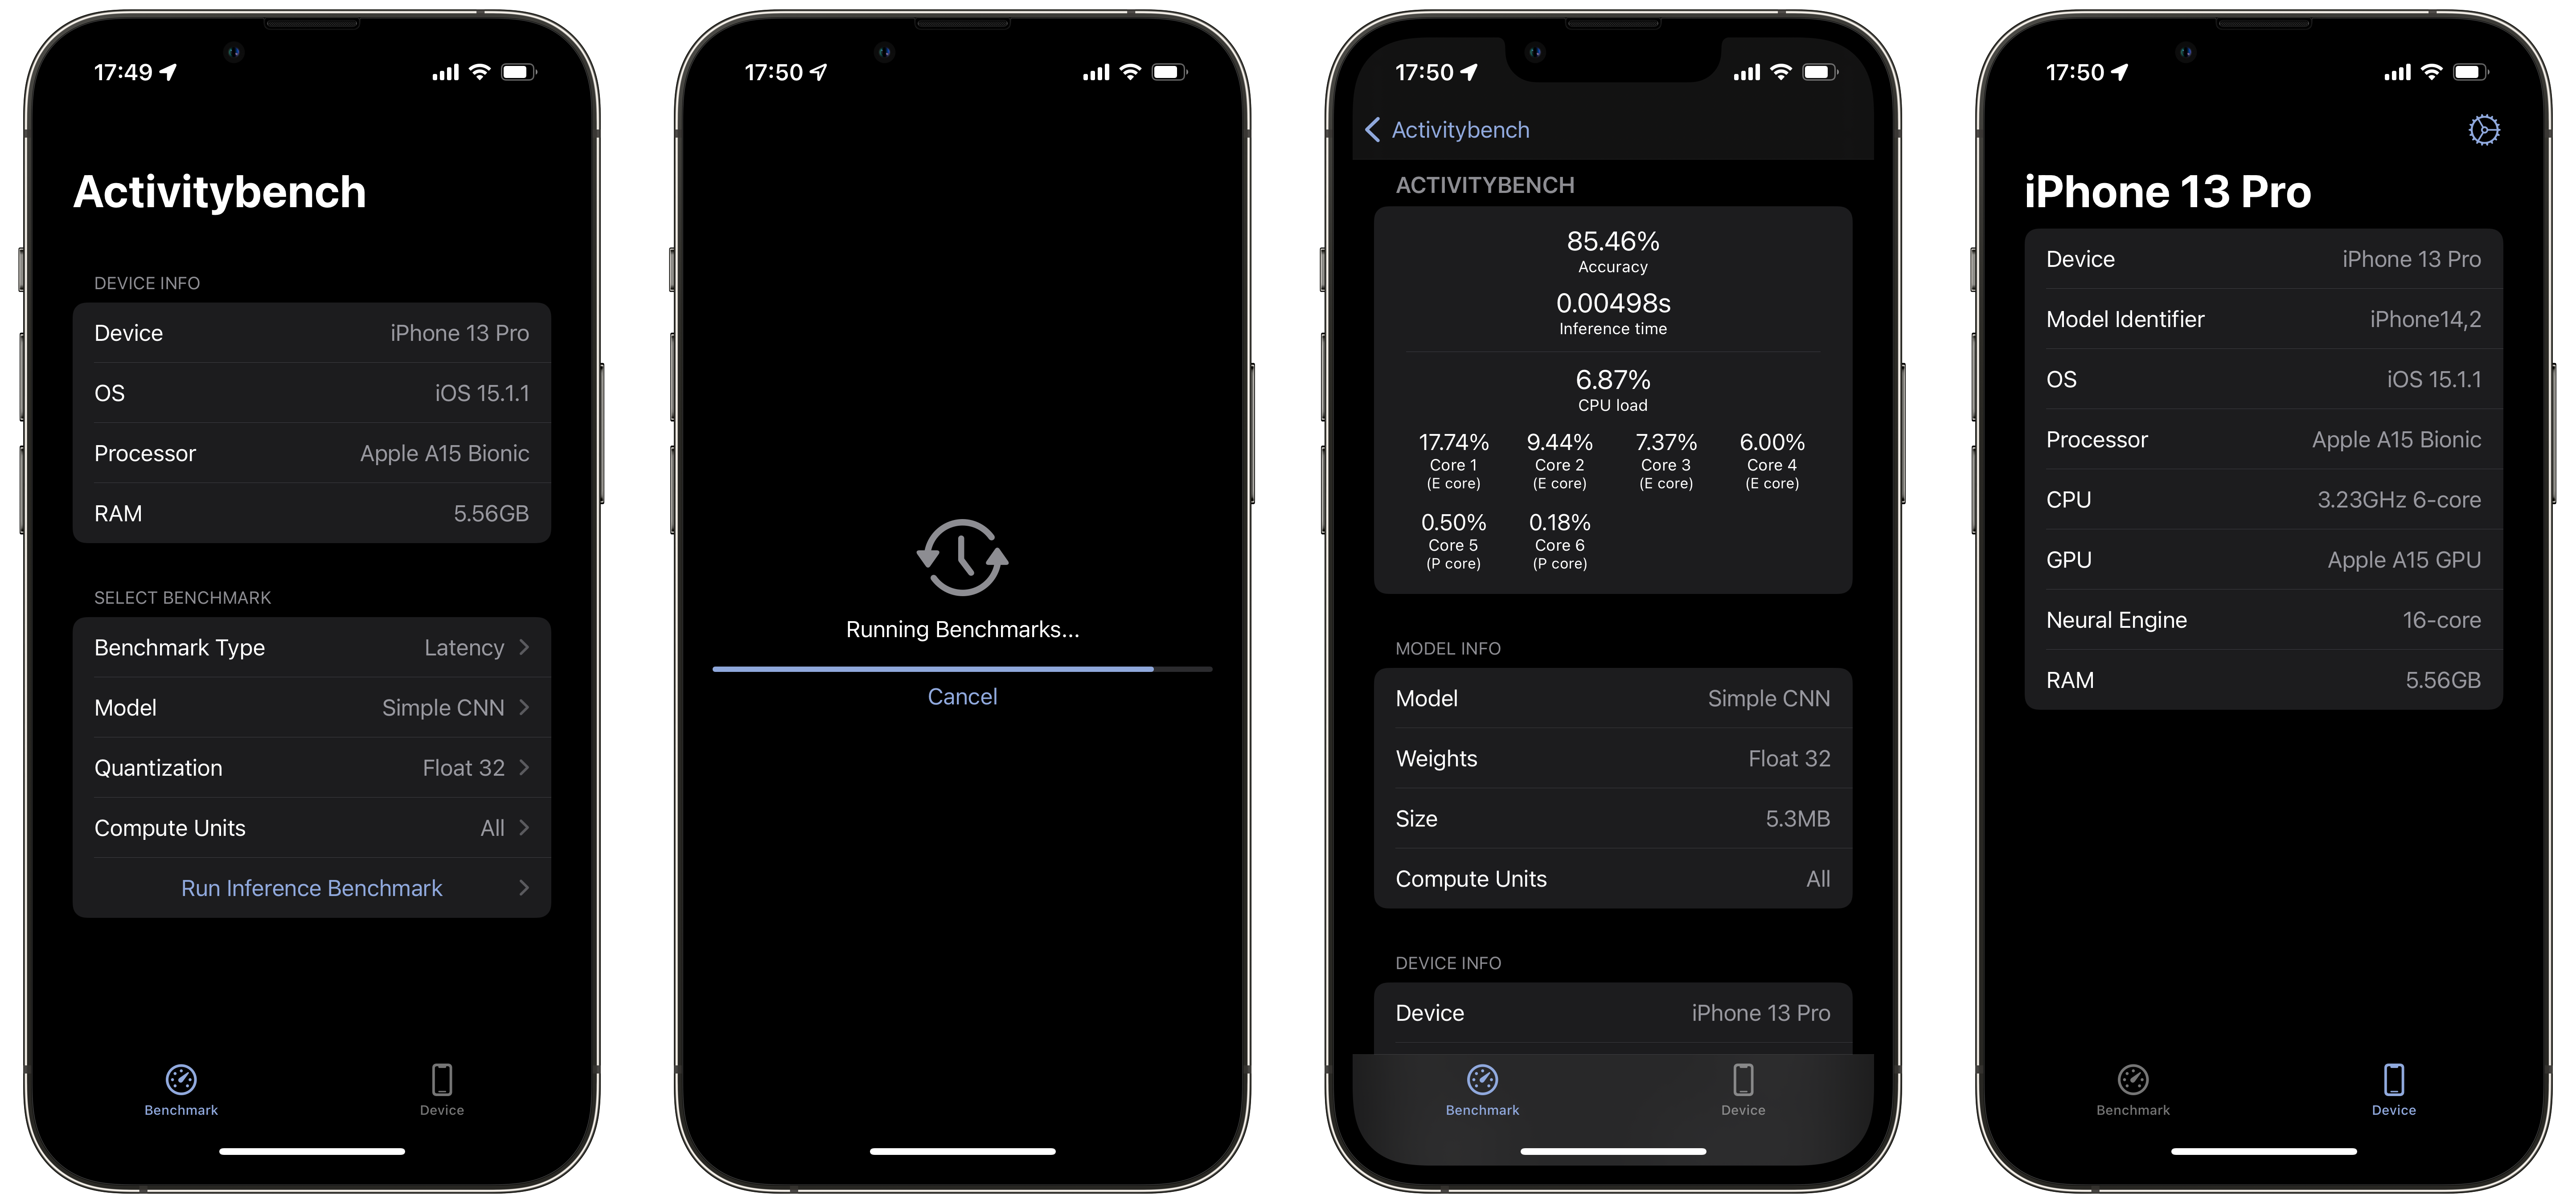 17:49
Activitybench
DEVICE INFO
Device iPhone 13 Pro
OS iOS 15.1.1
Processor Apple A15 Bionic
RAM 5.56GB
SELECT BENCHMARK
Benchmark Type Latency
Model Simple CNN
Quantization Float 32
Compute Units All
Run Inference Benchmark
Benchmark Device
17:50
Running Benchmarks...
Cancel
17:50
Activitybench
ACTIVITYBENCH
85.46%
Accuracy
0.00498s
Inference time
6.87%
CPU load
17.74% 9.44% 7.37% 6.00%
Core 1 Core 2 Core 3 Core 4
(E core) (E core) (E core) (E core)
0.50% 0.18%
Core 5 Core 6
(P core) (P core)
MODEL INFO
Model Simple CNN
Weights Float 32
Size 5.3MB
Compute Units All
DEVICE INFO
Device iPhone 13 Pro
Benchmark Device
17:50
iPhone 13 Pro
Device iPhone 13 Pro
Model Identifier iPhone14,2
OS iOS 15.1.1
Processor Apple A15 Bionic
CPU 3.23GHz 6-core
GPU Apple A15 GPU
Neural Engine 16-core
RAM 5.56GB
Benchmark Device